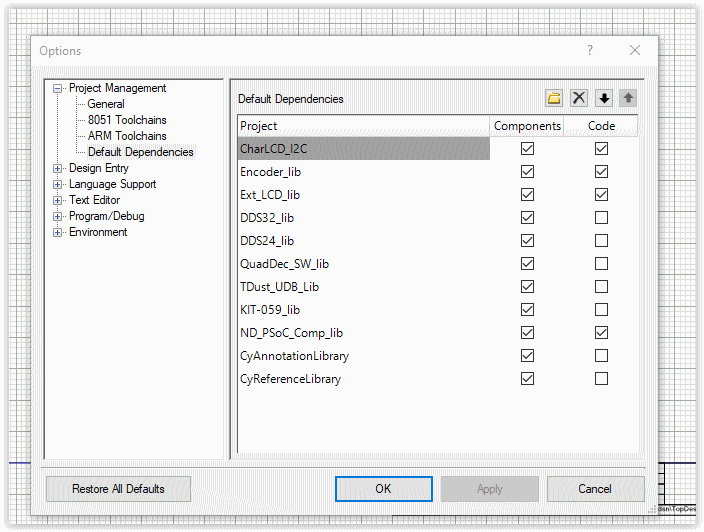 Options
?
Project Management
General
8051 Toolchains
ARM Toolchains
Default Dependencies
Design Entry
Language Support
Text Editor
Program/Debug
Environment
Default Dependencies
Project Components Code
CharLCD_I2C
Encoder_lib
Ext_LCD_lib
DDS32_lib
DDS24_lib
QuadDec_SW_lib
TDust_UDB_Lib
KIT-059_lib
ND_PSoC_Comp_lib
CyAnnotationLibrary
CyReferenceLibrary
Restore All Defaults OK Apply Cancel
dsn\TopDes